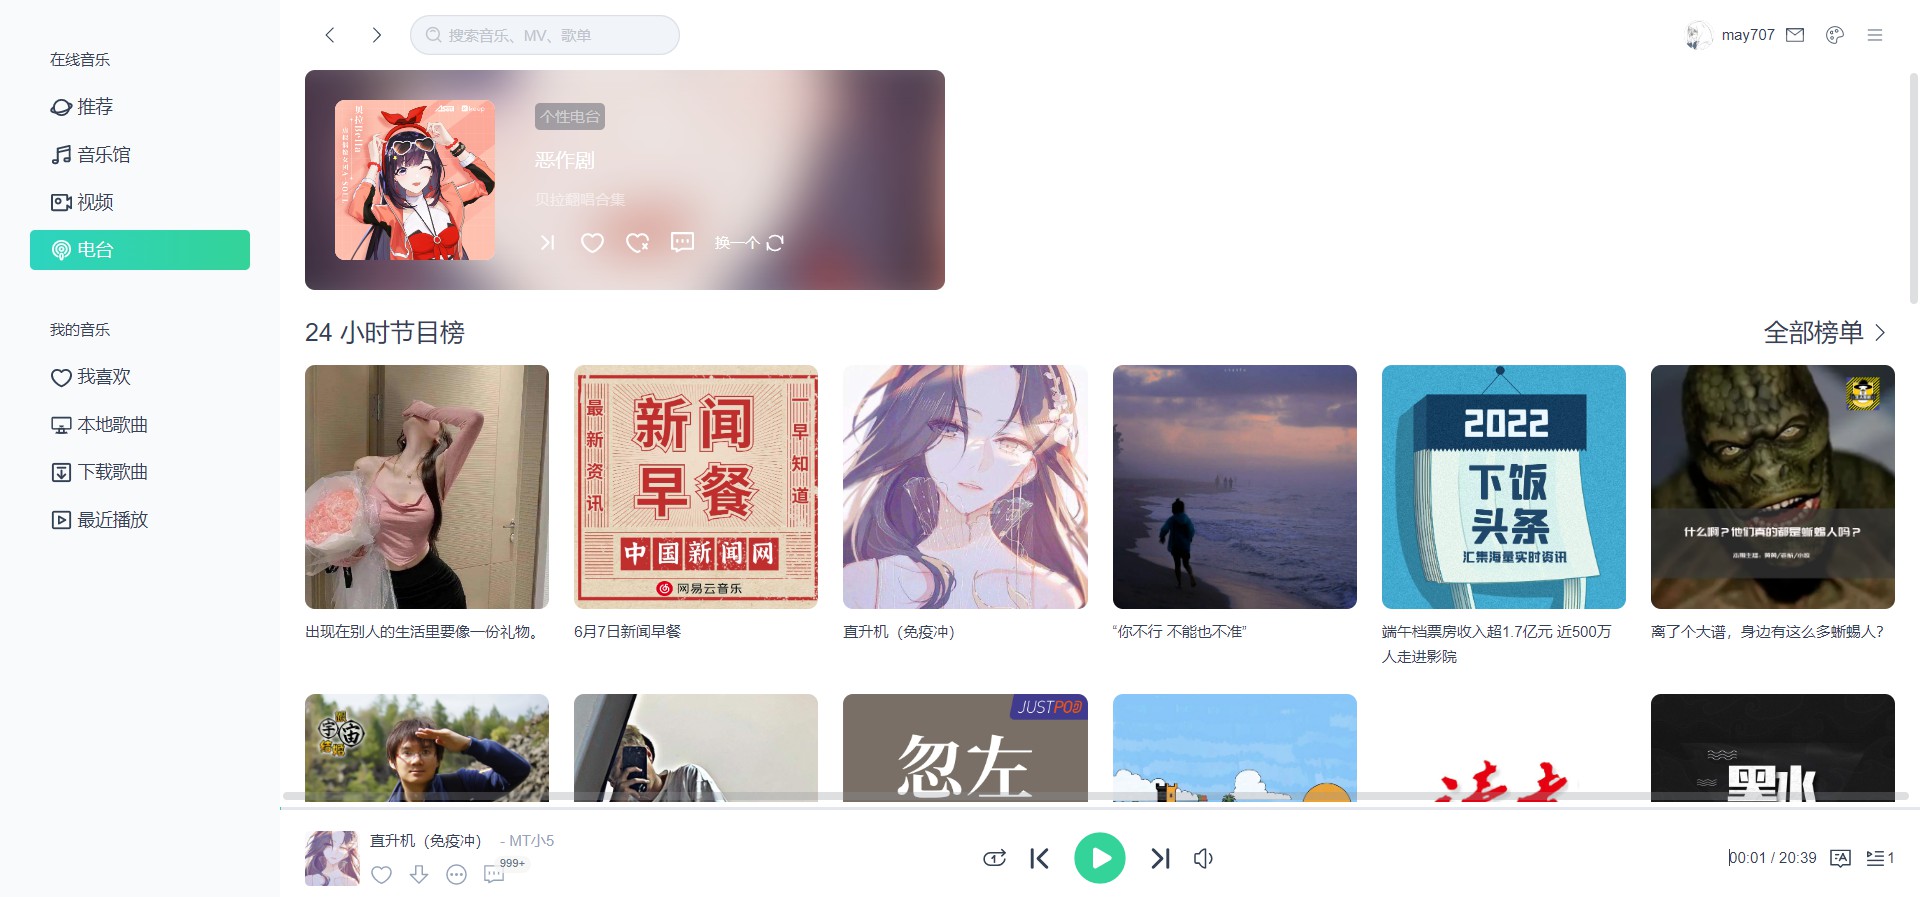 在线音乐
推荐
音乐馆
视频
电台
我的音乐
我喜欢
本地歌曲
下载歌曲
最近播放
搜索音乐、MV、歌单
may707
个性电台
恶作剧
贝拉翻唱合集
换一个
24 小时节目榜
全部榜单
最新资讯
新闻
早餐
一早知道
中国新闻网
网易云音乐
2022
下饭
头条
汇集海量实时资讯
什么啊？他们真的都是蜥蜴人吗？
出现在别人的生活里要像一份礼物。
6月7日新闻早餐
直升机（免疫冲）
“你不行 不能也不准”
端午档票房收入超1.7亿元 近500万
人走进影院
离了个大谱，身边有这么多蜥蜴人？
JUSTPOD
忽左
黑水
直升机（免疫冲） - MT小5
999+
00:01 / 20:39
1